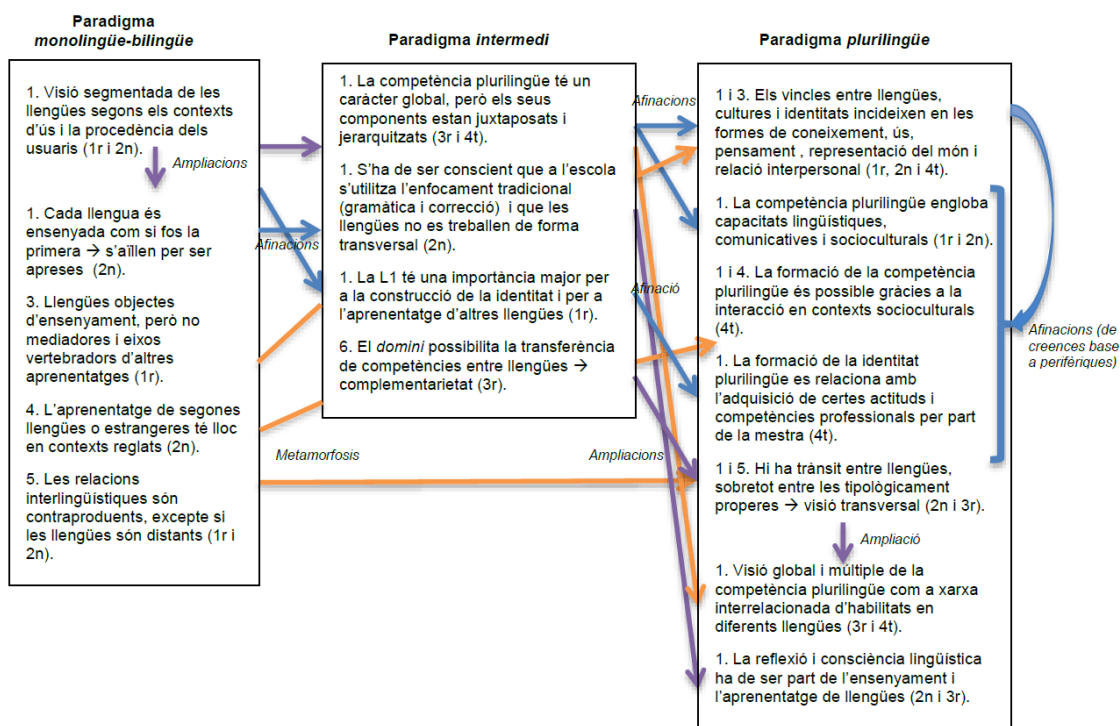 Paradigma
monolingüe-bilingüe
1. Visió segmentada de les
llengües segons els contexts
d'ús i la procedència dels
usuaris (1r i 2n).
Ampliacions
1. Cada llengua és
ensenyada com si fos la
primera → s'aïllen per ser
apreses (2n).
3. Llengües objectes
d'ensenyament, però no
mediadores i eixos
vertebradors d'altres
aprenentatges (1r).
4. L'aprenentatge de segones
llengües o estrangeres té lloc
en contexts reglats (2n).
5. Les relacions
interlingüístiques són
contraproduents, excepte si
les llengües són distants (1r i
2n).
Afinacions
Metamorfosis
Paradigma intermedi
1. La competència plurilingüe té un
caràcter global, però els seus
components estan juxtaposats i
jerarquitzats (3r i 4t).
1. S'ha de ser conscient que a l'escola
s'utilitza l'enfocament tradicional
(gramàtica i correcció) i que les
llengües no es treballen de forma
transversal (2n).
1. La L1 té una importància major per
a la construcció de la identitat i per a
l'aprenentatge d'altres llengües (1r).
6. El domini possibilita la transferència
de competències entre llengües →
complementarietat (3r).
Afinacions
Afinació
Ampliacions
Paradigma plurilingüe
1 i 3. Els vincles entre llengües,
cultures i identitats incideixen en les
formes de coneixement, ús,
pensament , representació del món i
relació interpersonal (1r, 2n i 4t).
1. La competència plurilingüe engloba
capacitats lingüístiques,
comunicatives i socioculturals (1r i 2n).
1 i 4. La formació de la competència
plurilingüe és possible gràcies a la
interacció en contexts socioculturals
(4t).
1. La formació de la identitat
plurilingüe es relaciona amb
l'adquisició de certes actituds i
competències professionals per part
de la mestra (4t).
1 i 5. Hi ha trànsit entre llengües,
sobretot entre les tipològicament
properes → visió transversal (2n i 3r).
Ampliació
1. Visió global i múltiple de la
competència plurilingüe com a xarxa
interrelacionada d'habilitats en
diferents llengües (3r i 4t).
1. La reflexió i consciència lingüística
ha de ser part de l'ensenyament i
l'aprenentatge de llengües (2n i 3r).
Afinacions (de
creences base
a perifèriques)